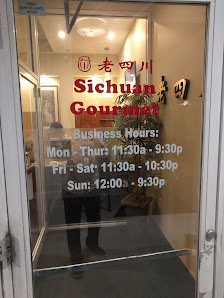 老四川
Sichuan
Gourmet
Business Hours:
Mon - Thur: 11:30a - 9:30p
Fri - Sat: 11:30a - 10:30p
Sun: 12:00a - 9:30p
四